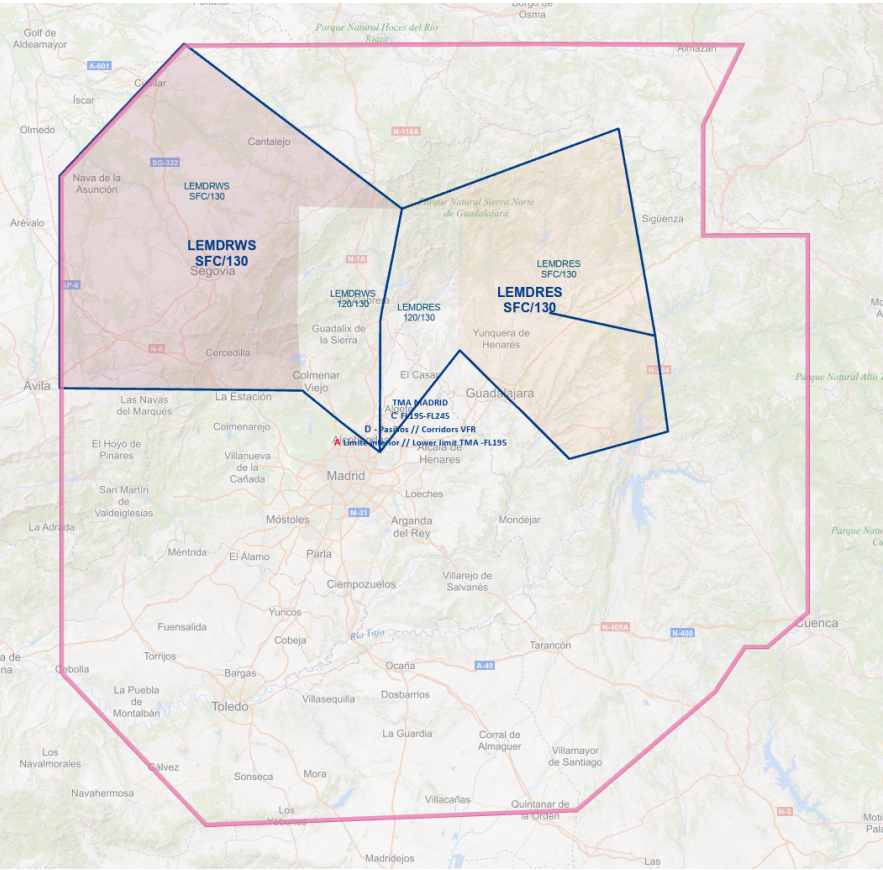 Burgo de
Osma
Golf de
Aldeamayor
Parque Natural Hoces del Río
Riaza
Almazán
A-601
Cuéllar
Íscar
Olmedo
N-110A
Cantalejo
SG-332
Nava de la
Asunción
LEMDRWS
SFC/130
Parque Natural Sierra Norte
de Guadalajara
Sigüenza
Arévalo
LEMDRWS
SFC/130
Segovia
N-1A
LEMDRES
SFC/130
AP-6
LEMDRWS
120/130
LEMDRES
120/130
LEMDRES
SFC/130
Guadalix de
la Sierra
Yunquera de
Henares
N-6
Cercedilla
N-204
Colmenar
Viejo
El Casar
Parque Natural Alto
Ávila
Las Navas
del Marqués
La Estación
Guadalajara
TMA MADRID
C FL195-FL245
Algete
D - Pasillos // Corridors VFR
A Limite inferior // Lower limit TMA -FL195
Colmenarejo
Alcobendas
Alcalá de
Henares
El Hoyo de
Pinares
Villanueva
de la
Cañada
Madrid
San Martín
de
Valdeiglesias
Loeches
M-31
La Adrada
Móstoles
Arganda
del Rey
Mondéjar
Parque
Méntrida
El Álamo
Parla
Ciempozuelos
Villarejo de
Salvanés
Yuncos
Fuensalida
Cobeja
Río Tajo
N-400A
N-400
Cuenca
Tarancón
Torrijos
Cebolla
Bargas
Ocaña
A-40
La Puebla
de
Montalbán
Toledo
Villasequilla
Dosbarrios
La Guardia
Corral de
Almaguer
Los
Navalmorales
Villamayor
de Santiago
Gálvez
Sonseca
Mora
Navahermosa
Los
Yébenes
Villacañas
Quintanar de
la Orden
N-3
Madridejos
Las